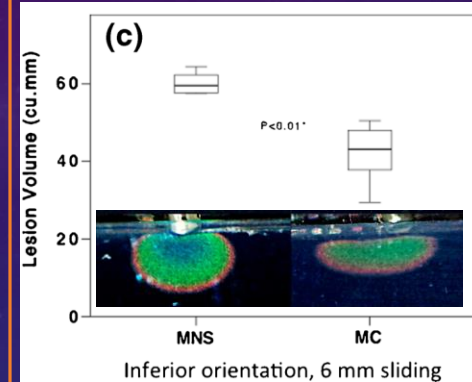 (c)
Lesion Volume (cu.mm)
60
P<0.01*
40
20
0
MNS MC
Inferior orientation, 6 mm sliding